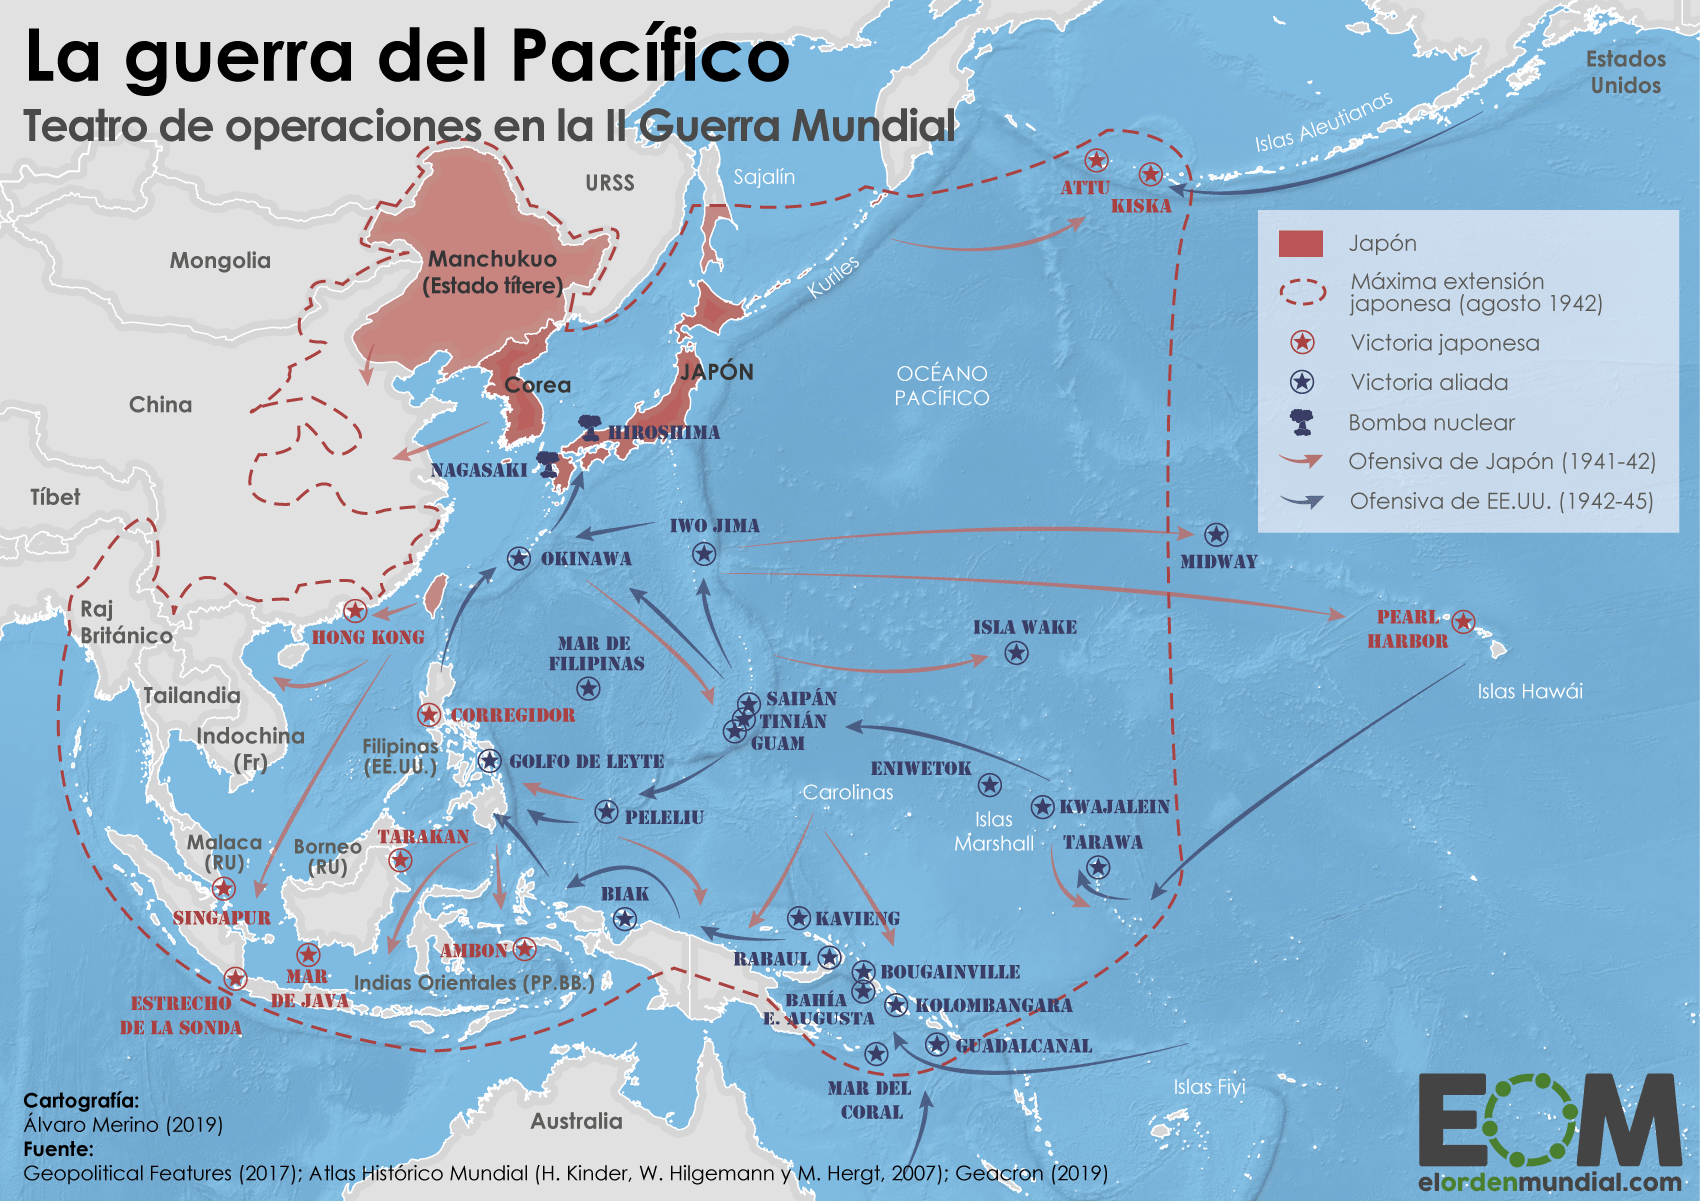 La guerra del Pacífico
Teatro de operaciones en la II Guerra Mundial
Estados
Unidos
Islas Aleutianas
URSS
Sajalín
ATTU
KISKA
Mongolia
Manchukuo
(Estado títere)
Kuriles
Japón
Máxima extensión
japonesa (agosto 1942)
Victoria japonesa
Victoria aliada
Bomba nuclear
Ofensiva de Japón (1941-42)
Ofensiva de EE.UU. (1942-45)
China
Corea
JAPÓN
OCÉANO
PACÍFICO
HIROSHIMA
NAGASAKI
Tíbet
IWO JIMA
OKINAWA
MIDWAY
Raj
Británico
HONG KONG
MAR DE
FILIPINAS
ISLA WAKE
PEARL
HARBOR
Islas Hawái
Tailandia
Indochina
(Fr)
CORREGIDOR
Filipinas
(EE.UU.)
SAIPÁN
TINIÁN
GUAM
GOLFO DE LEYTE
ENIWETOK
Carolinas
KWAJALEIN
PELELIU
Islas
Marshall
TARAWA
Malaca
(RU)
Borneo
(RU)
TARAKAN
SINGAPUR
BIAK
KAVIENG
AMBON
RABAUL
BOUGAINVILLE
MAR
DE JAVA
Indias Orientales (PP.BB.)
BAHÍA
E. AUGUSTA
KOLOMBANGARA
ESTRECHO
DE LA SONDA
GUADALCANAL
MAR DEL
CORAL
Islas Fiyi
Australia
Cartografía:
Álvaro Merino (2019)
Fuente:
Geopolitical Features (2017); Atlas Histórico Mundial (H. Kinder, W. Hilgemann y M. Hergt, 2007); Geacron (2019)
EOM
elordenmundial.com